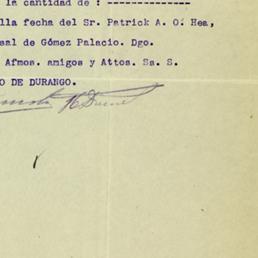 la cantidad de : --------------
lla fecha del Sr. Patrick A. O. Hea,
sal de Gómez Palacio. Dgo.
Afmos. amigos y Attos. Ss. S.
O DE DURANGO.